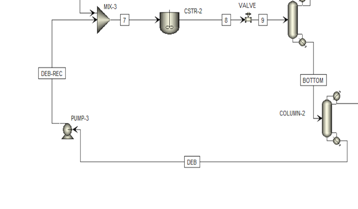 MIX-3
CSTR-2
VALVE
7
8
9
DEB-REC
BOTTOM
PUMP-3
COLUMN-2
DEB